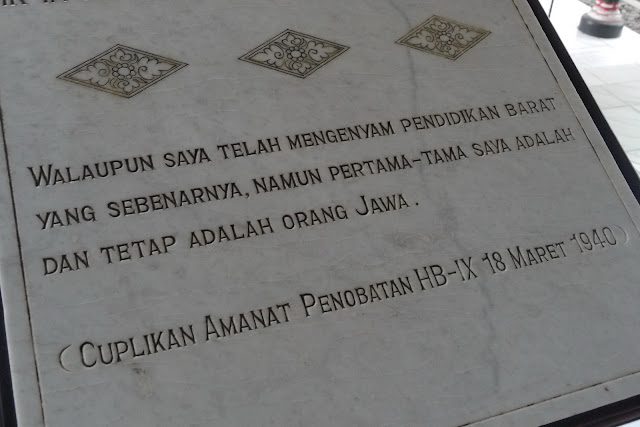 Walaupun saya telah mengenyam pendidikan barat
yang sebenarnya, namun pertama-tama saya adalah
dan tetap adalah orang Jawa.
(Cuplikan Amanat Penobatan HB-IX 18 Maret 1940)